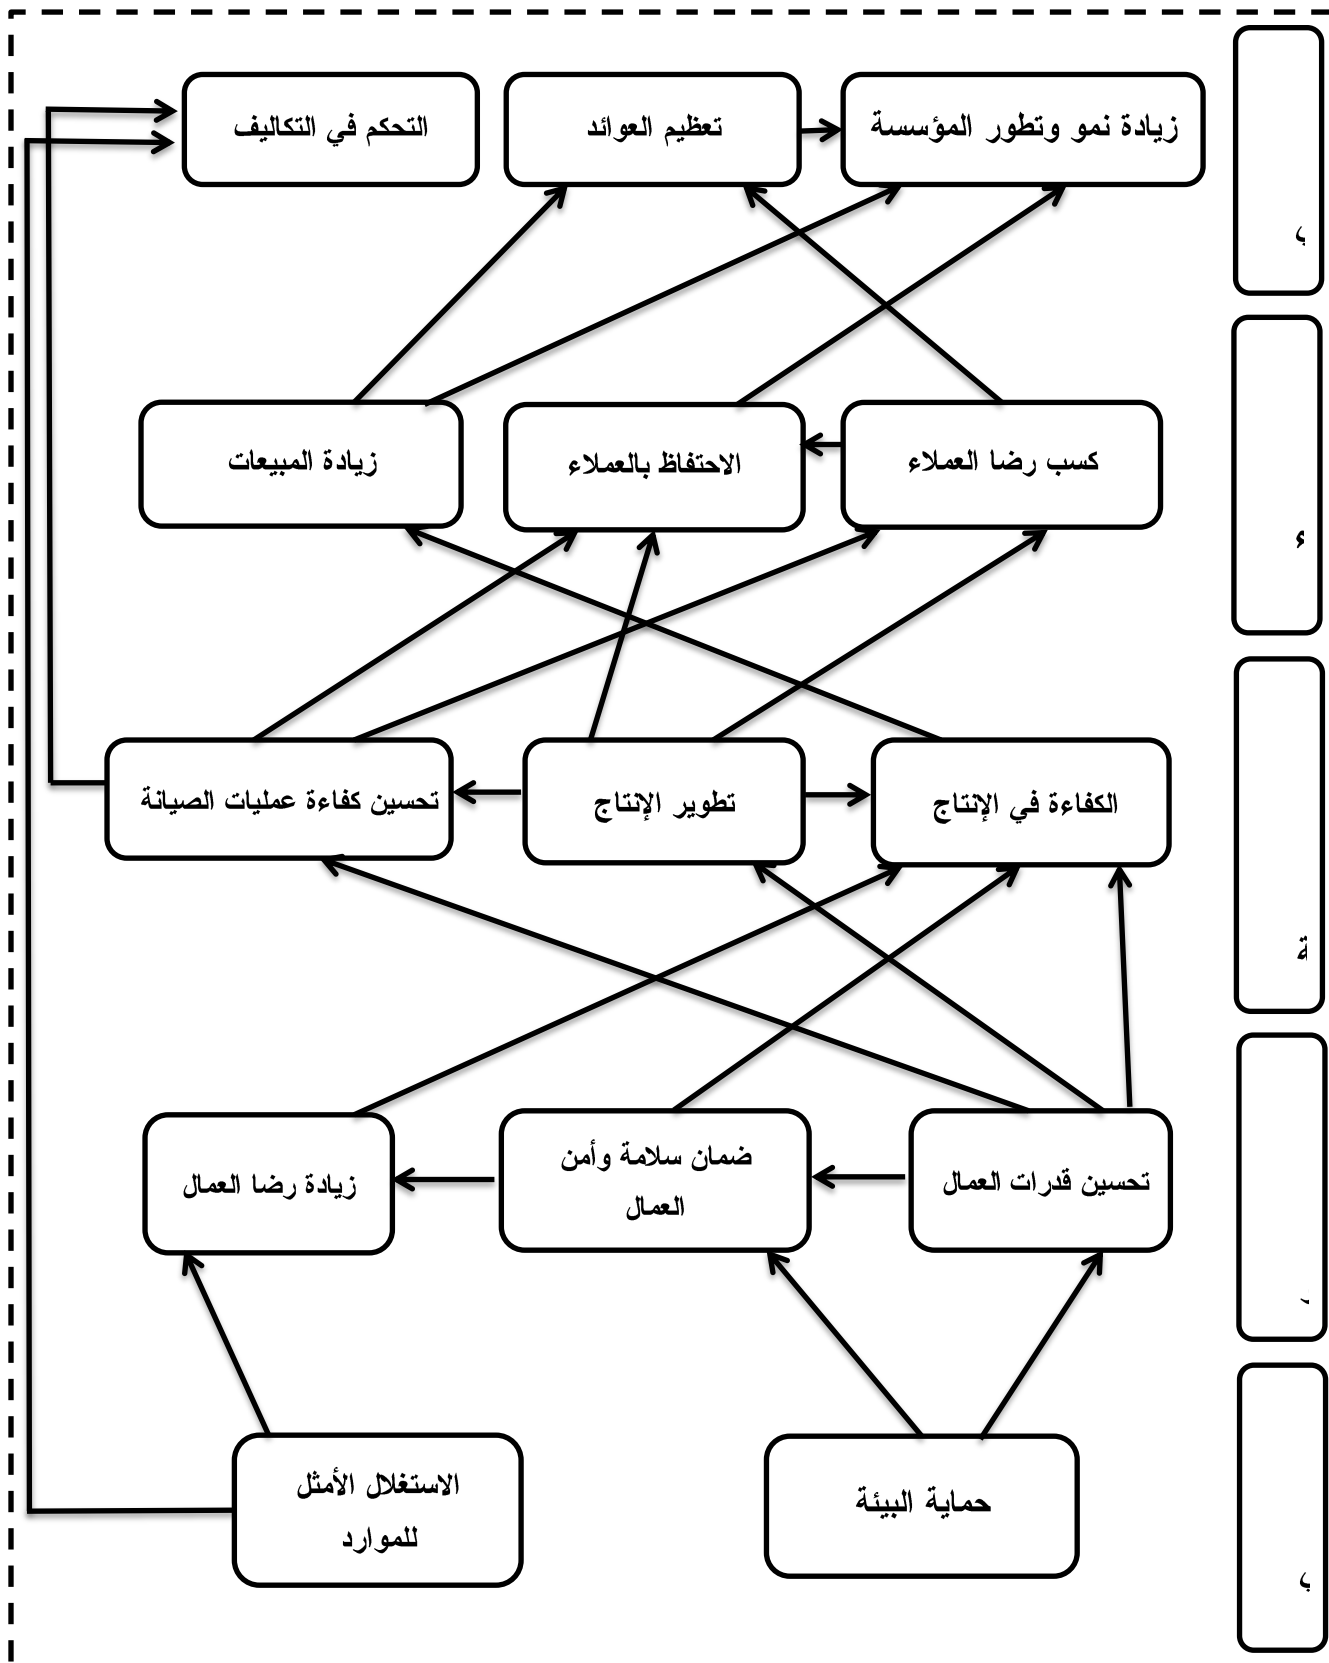 زيادة نمو وتطور المؤسسة
تعظيم العوائد
التحكم في التكاليف
كسب رضا العملاء
الاحتفاظ بالعملاء
زيادة المبيعات
الكفاءة في الإنتاج
تطوير الإنتاج
تحسين كفاءة عمليات الصيانة
تحسين قدرات العمال
ضمان سلامة وأمن
العمال
زيادة رضا العمال
حماية البيئة
الاستغلال الأمثل
للموارد